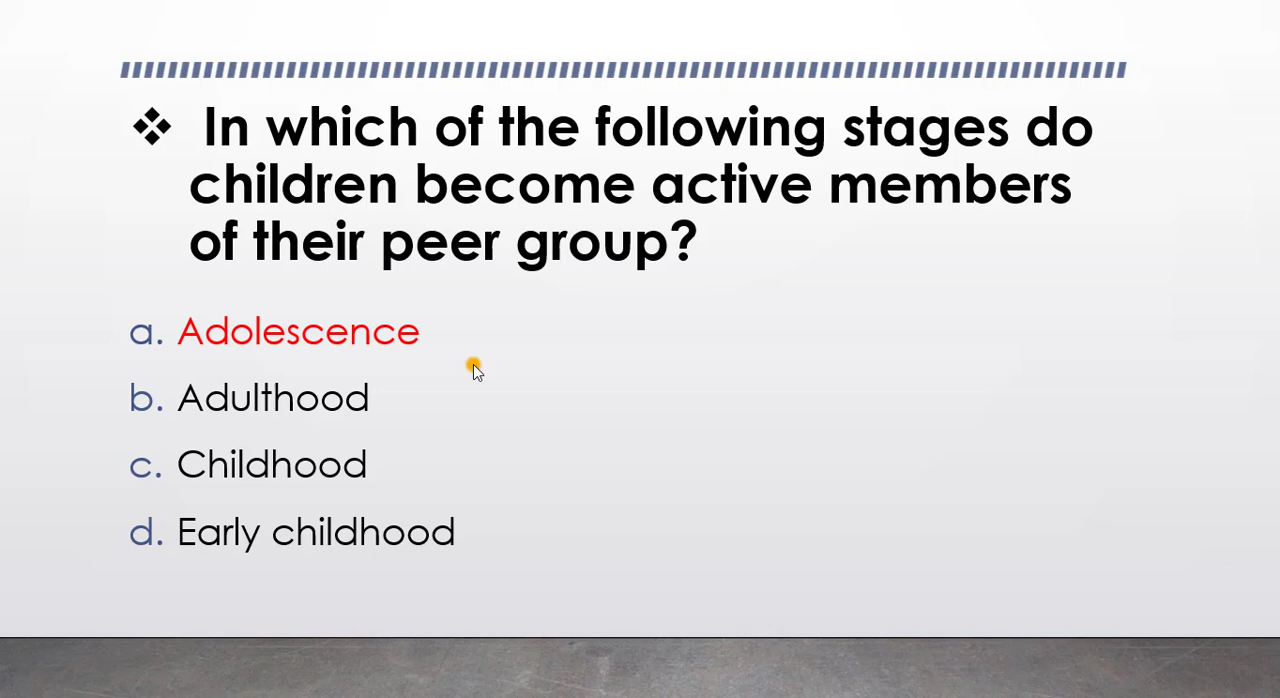 ❖ In which of the following stages do
children become active members
of their peer group?
a. Adolescence
b. Adulthood
c. Childhood
d. Early childhood